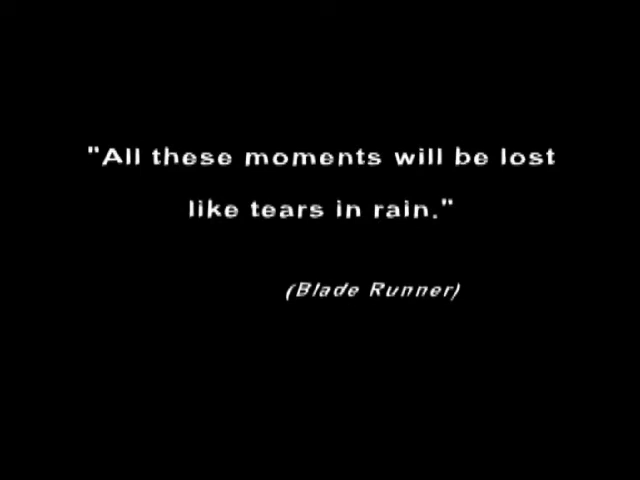 "All these moments will be lost
like tears in rain."
(Blade Runner)